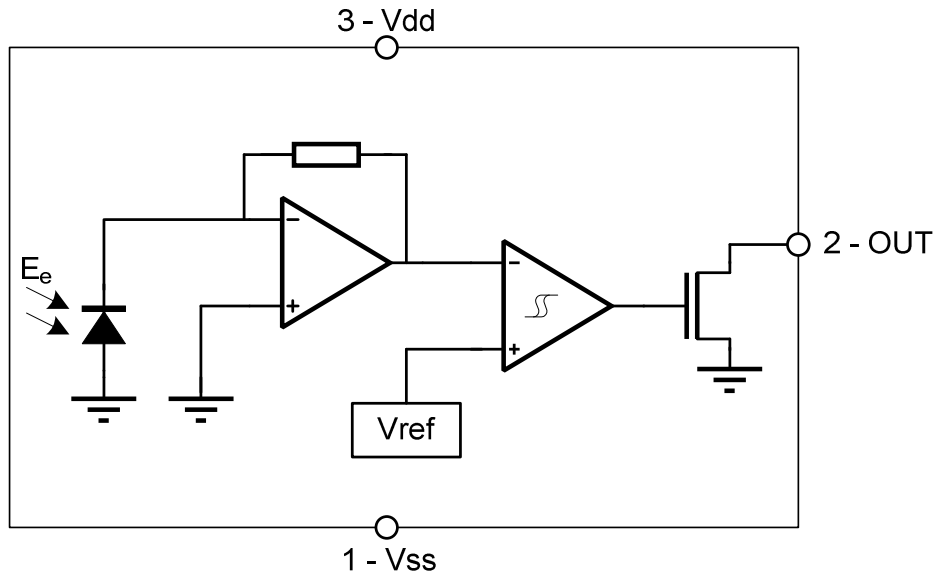 3 - Vdd
2 - OUT
Ee
−
+
−
+
Vref
1 - Vss